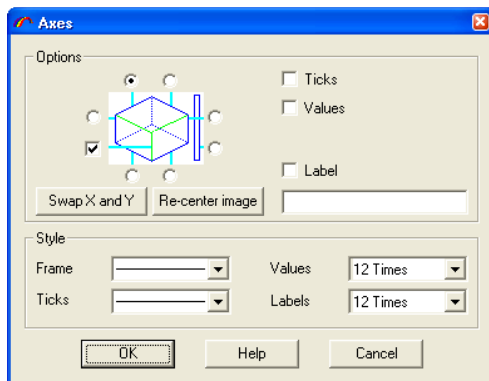 Axes
Options
Ticks
Values
Label
Swap X and Y
Re-center image
Style
Frame
Values
12 Times
Ticks
Labels
12 Times
OK
Help
Cancel